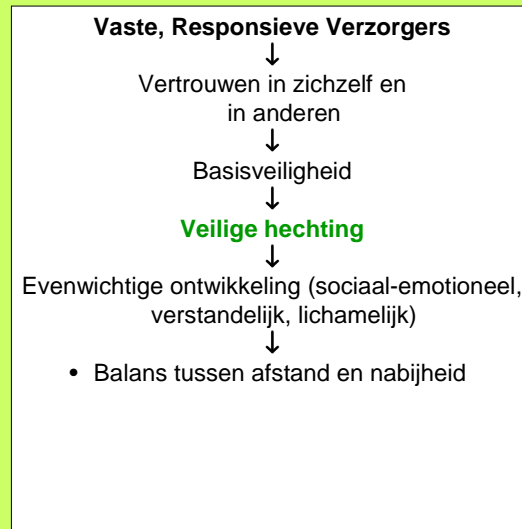 Vaste, Responsieve Verzorgers
↓
Vertrouwen in zichzelf en
in anderen
↓
Basisveiligheid
↓
Veilige hechting
↓
Evenwichtige ontwikkeling (sociaal-emotioneel,
verstandelijk, lichamelijk)
↓
• Balans tussen afstand en nabijheid